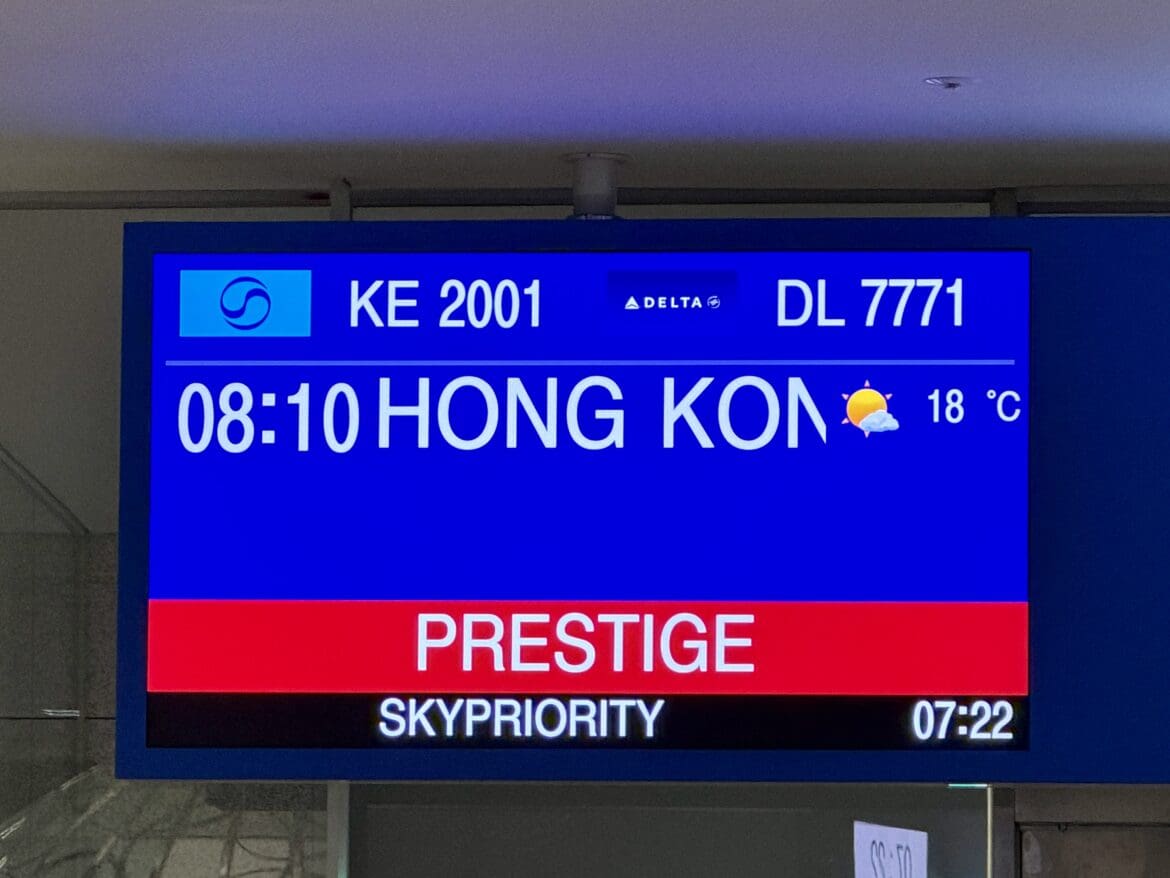 KE 2001 DELTA DL 7771
08:10 HONG KON 18 °C
PRESTIGE
SKYPRIORITY 07:22